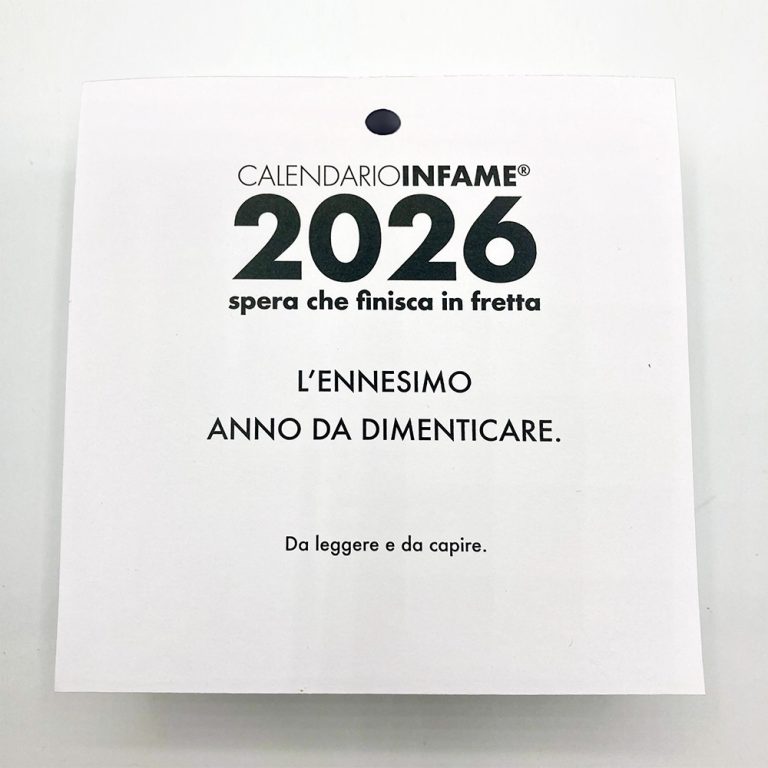 CALENDARIOINFAME®
2026
spera che finisca in fretta
L'ENNESIMO
ANNO DA DIMENTICARE.
Da leggere e da capire.